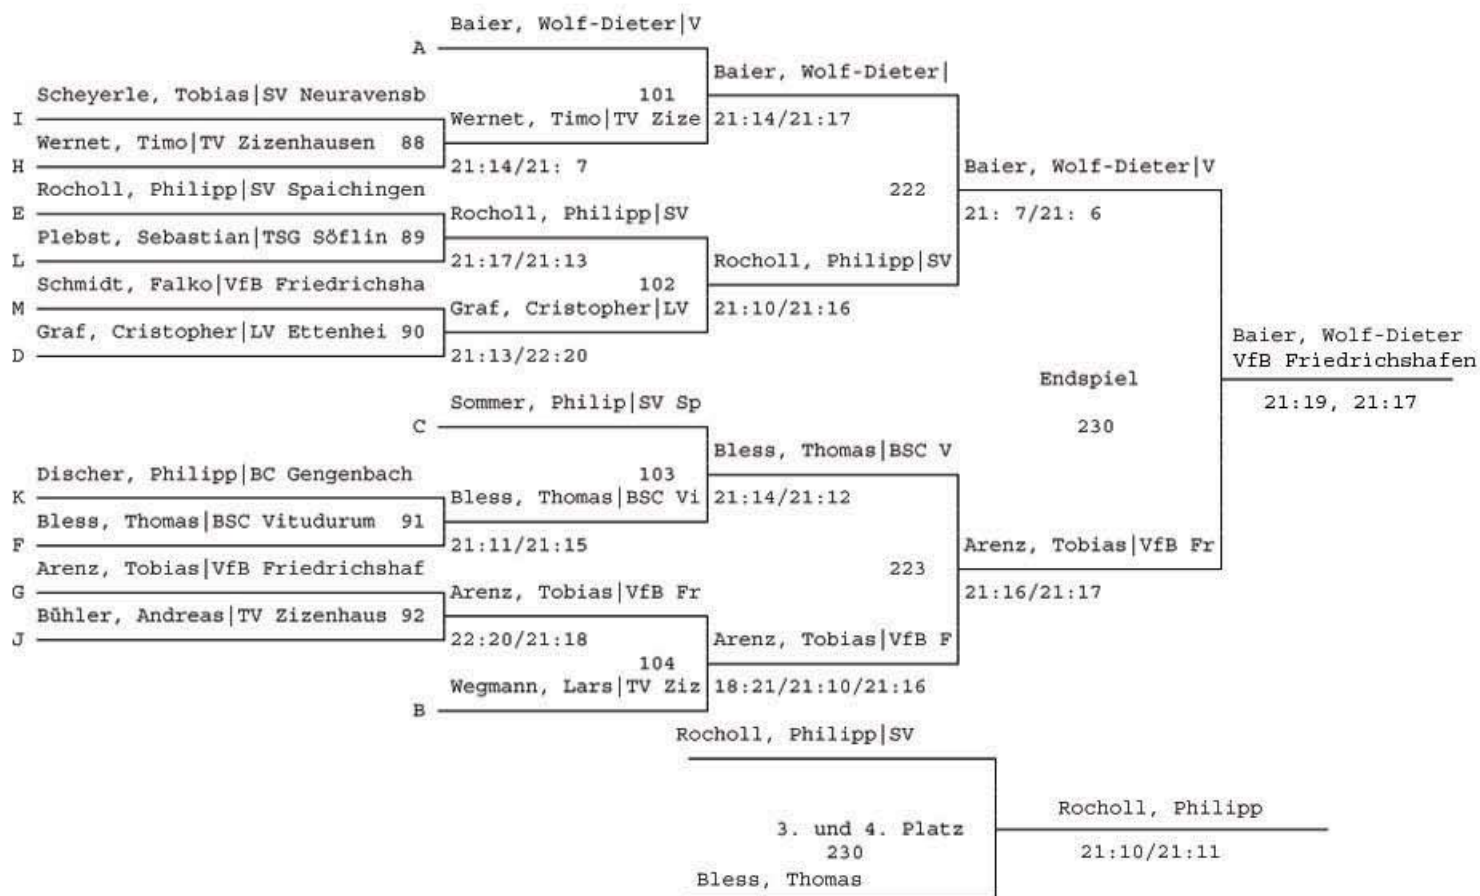 Baier, Wolf-Dieter|V
A
Baier, Wolf-Dieter|
Scheyerle, Tobias|SV Neuravensb
101
I
Wernet, Timo|TV Zize
21:14/21:17
Wernet, Timo|TV Zizenhausen 88
H
21:14/21: 7
Baier, Wolf-Dieter|V
Rocholl, Philipp|SV Spaichingen
222
E
Rocholl, Philipp|SV
21: 7/21: 6
Plebst, Sebastian|TSG Söflin 89
L
21:17/21:13
Rocholl, Philipp|SV
Schmidt, Falko|VfB Friedrichsha
102
M
Graf, Cristopher|LV
21:10/21:16
Graf, Cristopher|LV Ettenhei 90
D
21:13/22:20
Baier, Wolf-Dieter
VfB Friedrichshafen
Endspiel
21:19, 21:17
230
Sommer, Philip|SV Sp
C
Bless, Thomas|BSC V
Discher, Philipp|BC Gengenbach
103
K
Bless, Thomas|BSC Vi
21:14/21:12
Bless, Thomas|BSC Vitudurum 91
F
21:11/21:15
Arenz, Tobias|VfB Fr
Arenz, Tobias|VfB Friedrichshaf
223
G
Arenz, Tobias|VfB Fr
21:16/21:17
Bühler, Andreas|TV Zizenhaus 92
J
22:20/21:18
Arenz, Tobias|VfB F
104
Wegmann, Lars|TV Ziz
18:21/21:10/21:16
B
Rocholl, Philipp|SV
Rocholl, Philipp
3. und 4. Platz
230
21:10/21:11
Bless, Thomas